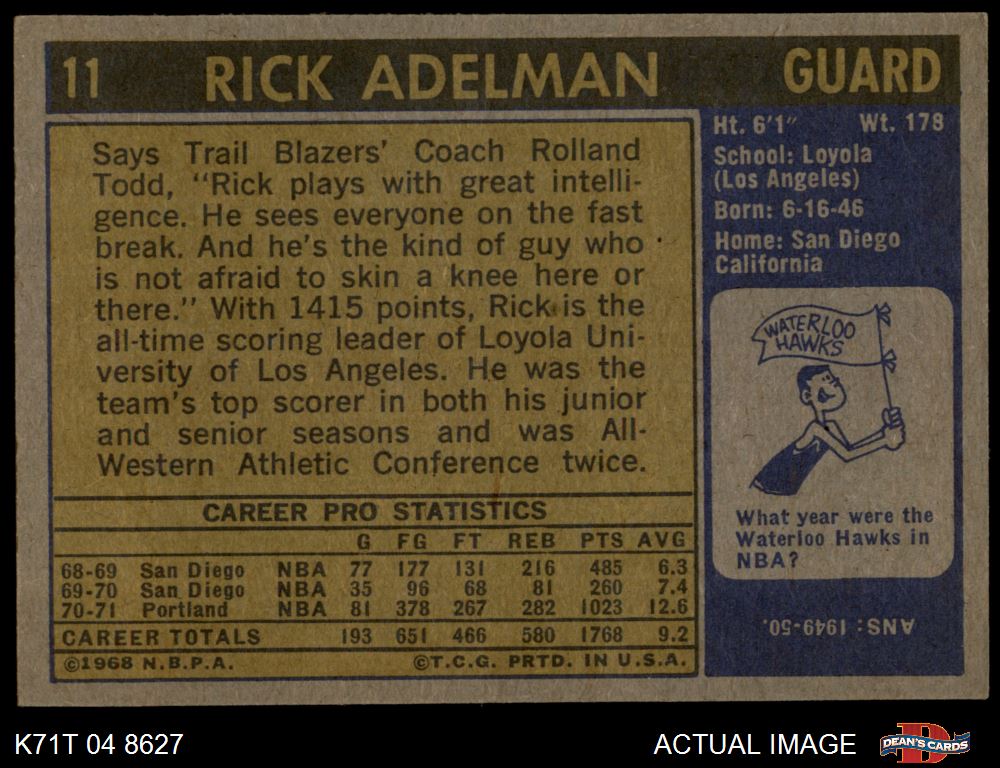 11 RICK ADELMAN GUARD
Says Trail Blazers' Coach Rolland
Todd, "Rick plays with great intelli-
gence. He sees everyone on the fast
break. And he's the kind of guy who
is not afraid to skin a knee here or
there." With 1415 points, Rick is the
all-time scoring leader of Loyola Uni-
versity of Los Angeles. He was the
team's top scorer in both his junior
and senior seasons and was All-
Western Athletic Conference twice.
CAREER PRO STATISTICS
G FG FT REB PTS AVG
68-69 San Diego NBA 77 177 131 216 485 6.3
69-70 San Diego NBA 35 96 68 81 260 7.4
70-71 Portland NBA 81 378 267 282 1023 12.6
CAREER TOTALS 193 651 466 580 1768 9.2
©1968 N.B.P.A. ©T.C.G. PRTD. IN U.S.A.
Ht. 6'1" Wt. 178
School: Loyola
(Los Angeles)
Born: 6-16-46
Home: San Diego
California
WATERLOO
HAWKS
What year were the
Waterloo Hawks in
NBA?
ANS: 1949-50.
K71T 04 8627 ACTUAL IMAGE DEAN'S CARDS